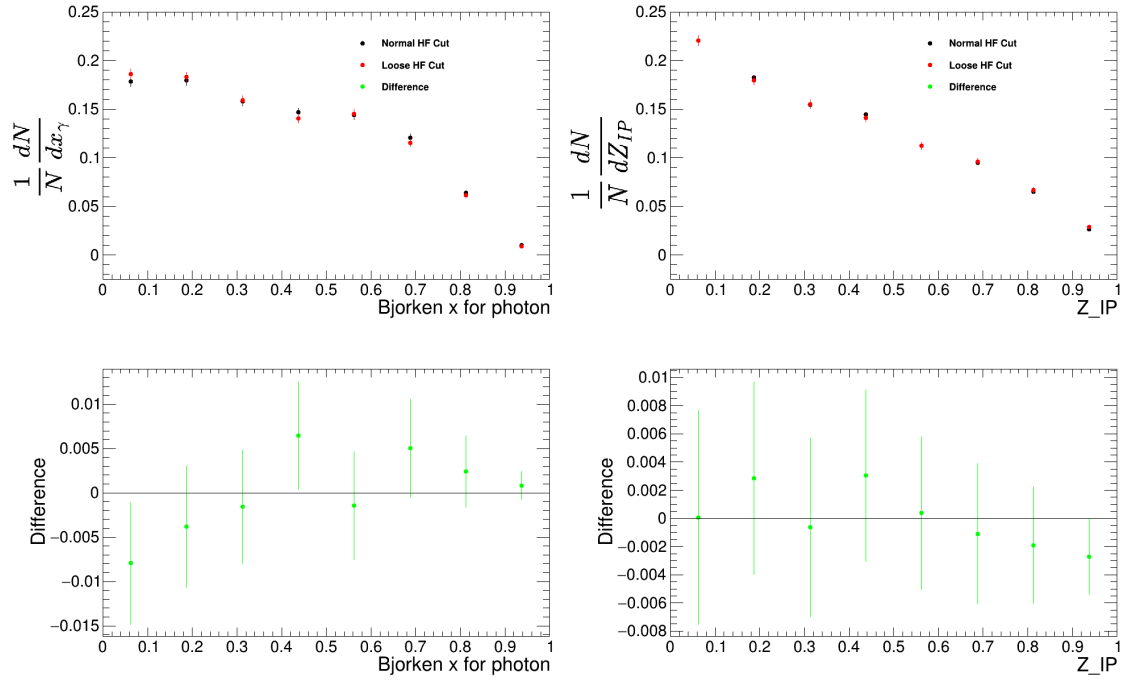 0.25
0.2
0.15
0.1
0.05
0
1 dN
N dx_γ
Normal HF Cut
Loose HF Cut
Difference
0 0.1 0.2 0.3 0.4 0.5 0.6 0.7 0.8 0.9 1
Bjorken x for photon
0.25
0.2
0.15
0.1
0.05
0
1 dN
N dZ_IP
Normal HF Cut
Loose HF Cut
Difference
0 0.1 0.2 0.3 0.4 0.5 0.6 0.7 0.8 0.9 1
Z_IP
0.01
0.005
0
−0.005
−0.01
−0.015
Difference
0 0.1 0.2 0.3 0.4 0.5 0.6 0.7 0.8 0.9 1
Bjorken x for photon
0.01
0.008
0.006
0.004
0.002
0
−0.002
−0.004
−0.006
−0.008
Difference
0 0.1 0.2 0.3 0.4 0.5 0.6 0.7 0.8 0.9 1
Z_IP